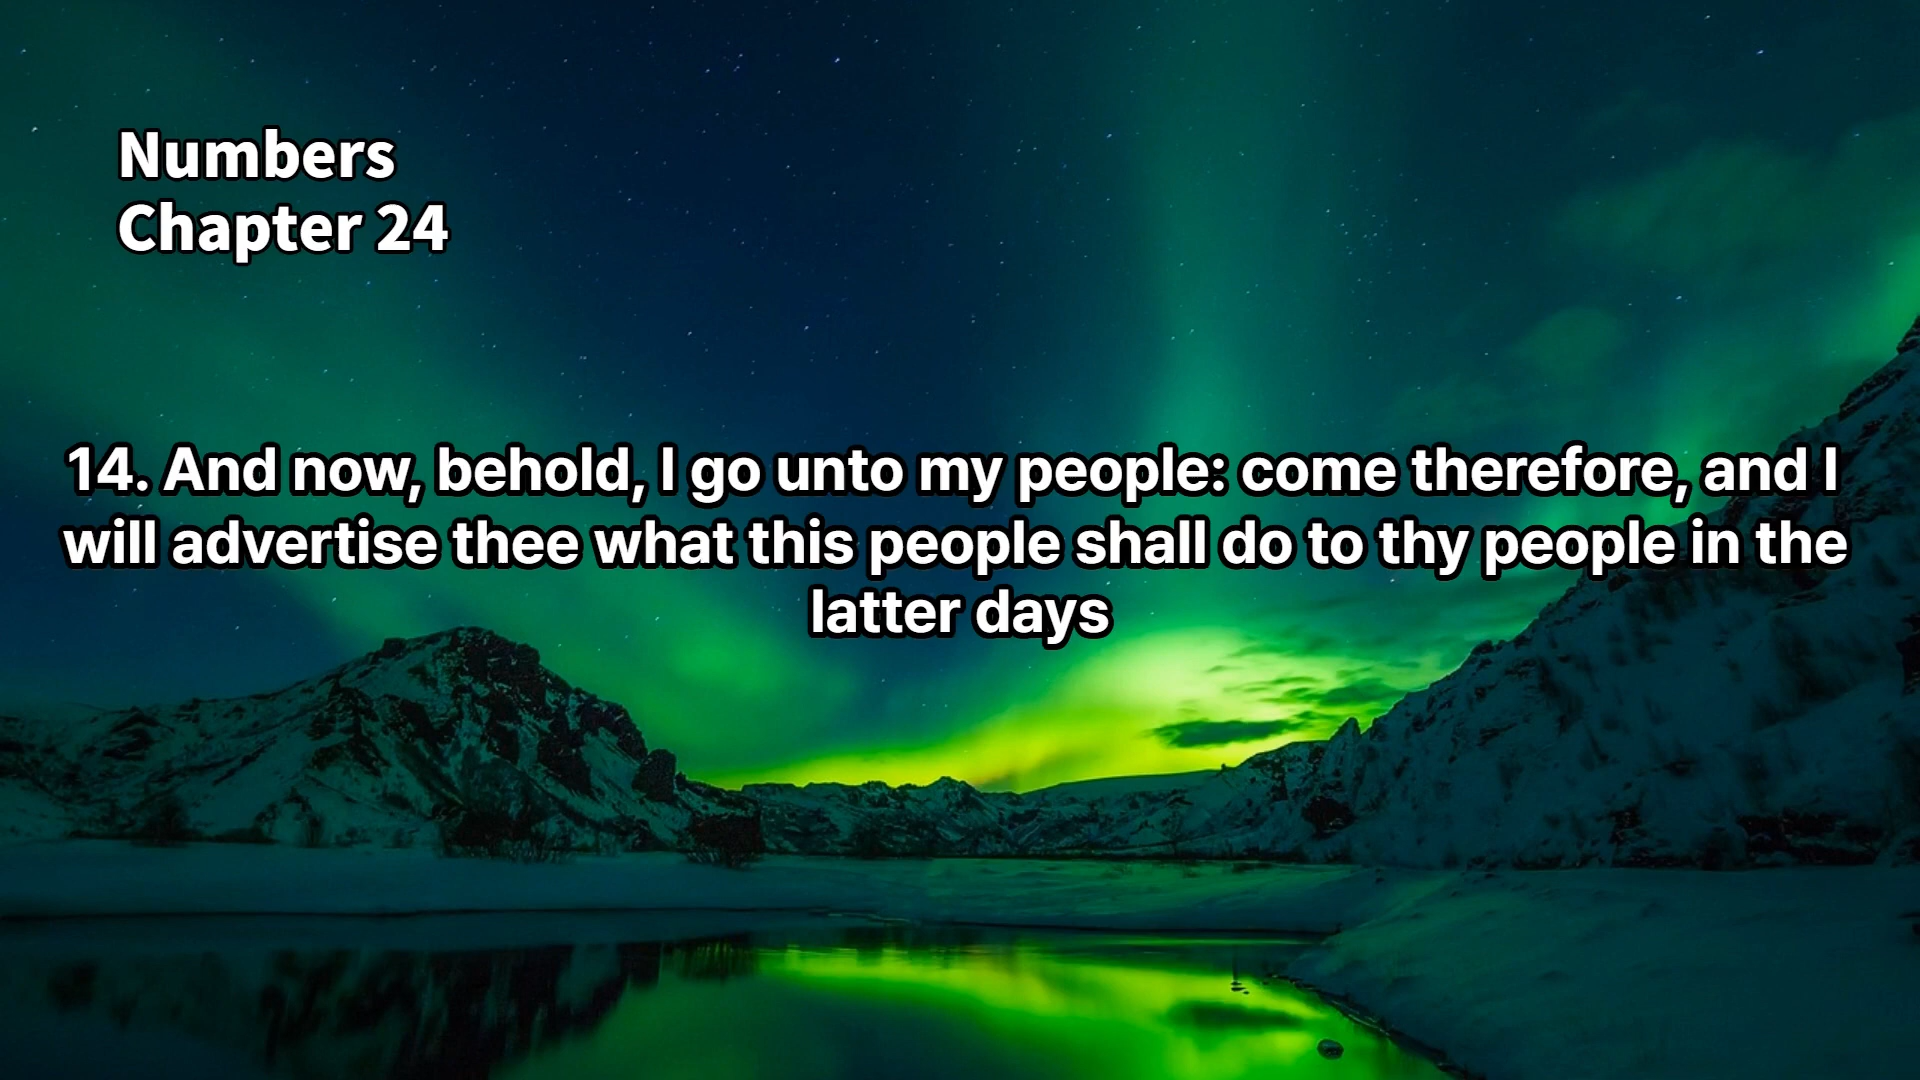 Numbers
Chapter 24
14. And now, behold, I go unto my people: come therefore, and I
will advertise thee what this people shall do to thy people in the
latter days